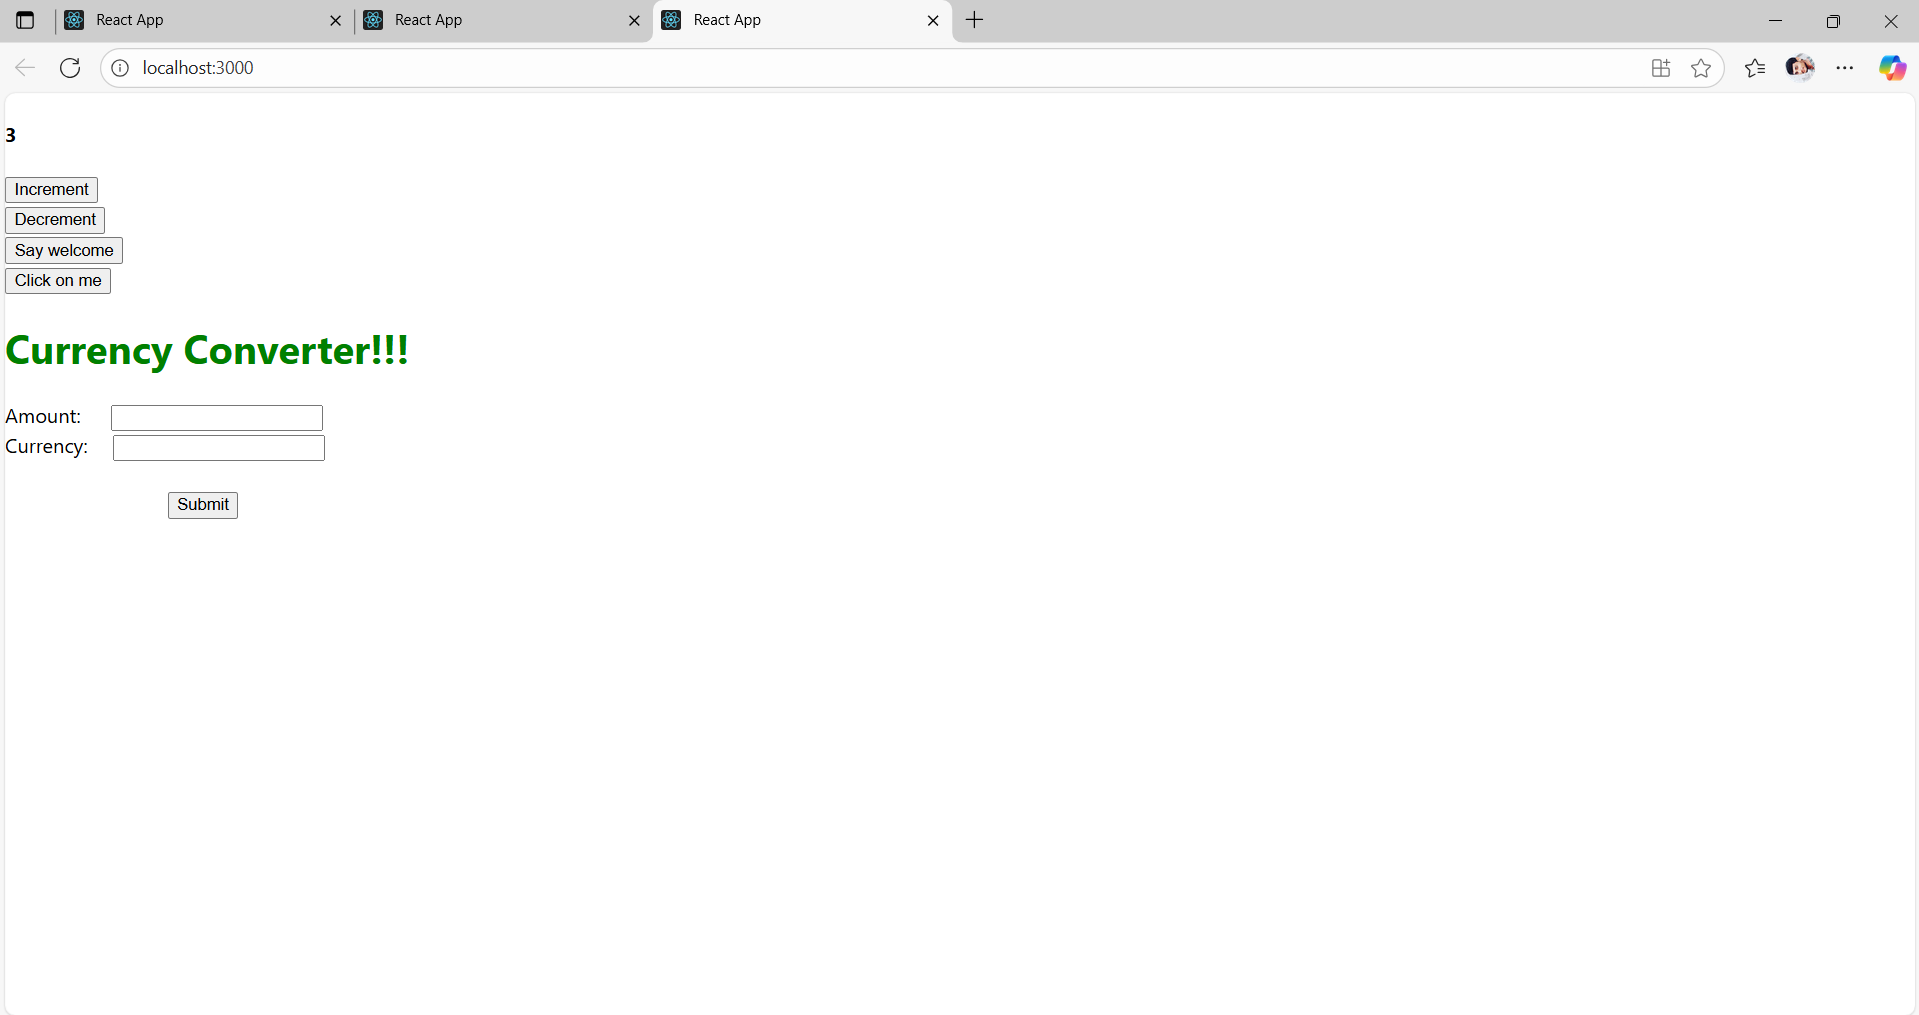 React App
React App
React App
localhost:3000
3
Increment
Decrement
Say welcome
Click on me
Currency Converter!!!
Amount:
Currency:
Submit